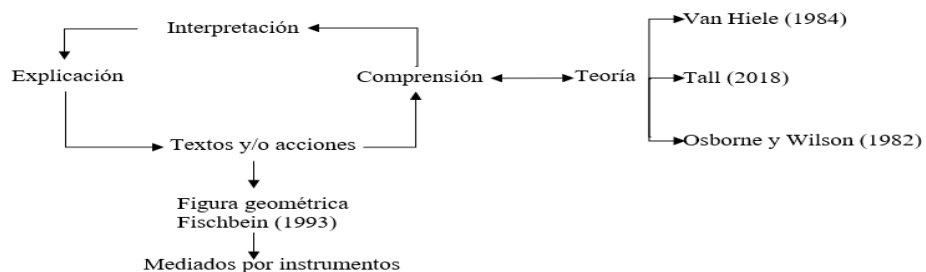 Interpretación
Van Hiele (1984)
Explicación
Comprensión
Teoría
Tall (2018)
Textos y/o acciones
Osborne y Wilson (1982)
Figura geométrica
Fischbein (1993)
Mediados por instrumentos